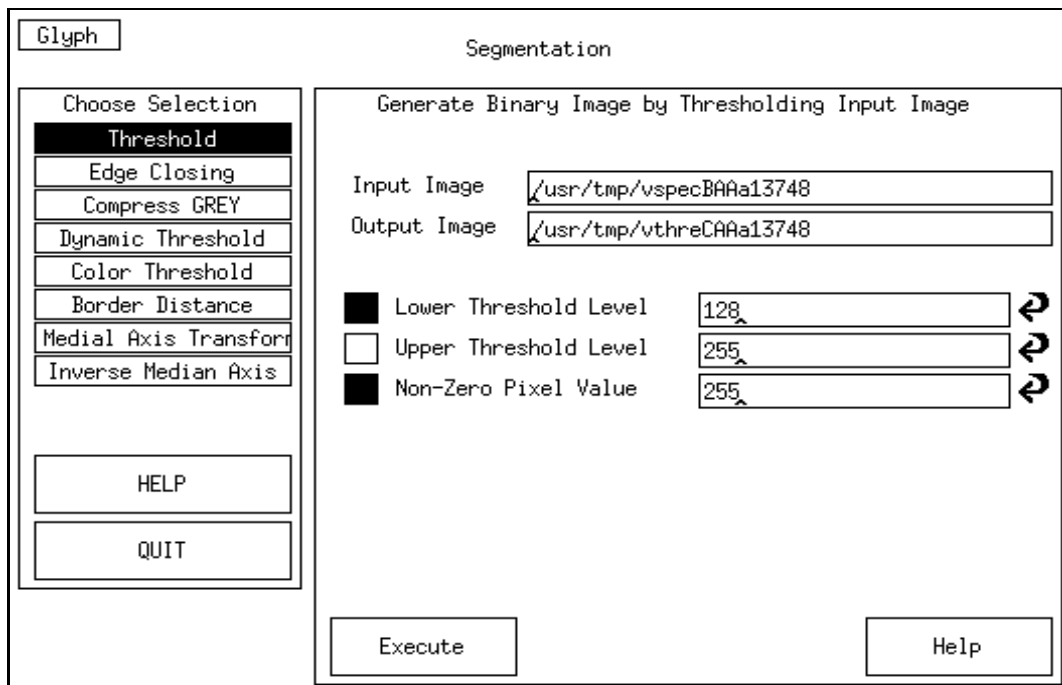 Glyph
Segmentation
Choose Selection
Threshold
Edge Closing
Compress GREY
Dynamic Threshold
Color Threshold
Border Distance
Medial Axis Transform
Inverse Median Axis
HELP
QUIT
Generate Binary Image by Thresholding Input Image
Input Image /usr/tmp/vspecBAAa13748
Output Image /usr/tmp/vthreCAAa13748
Lower Threshold Level 128
Upper Threshold Level 255
Non-Zero Pixel Value 255
Execute Help